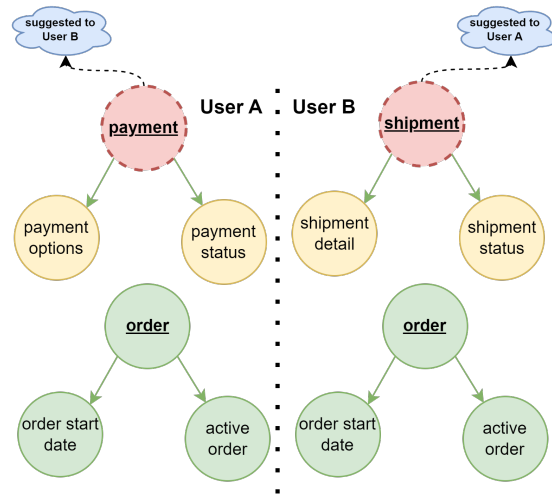 suggested to
User B
suggested to
User A
User A
User B
payment
shipment
payment
options
payment
status
shipment
detail
shipment
status
order
order
order start
date
active
order
order start
date
active
order